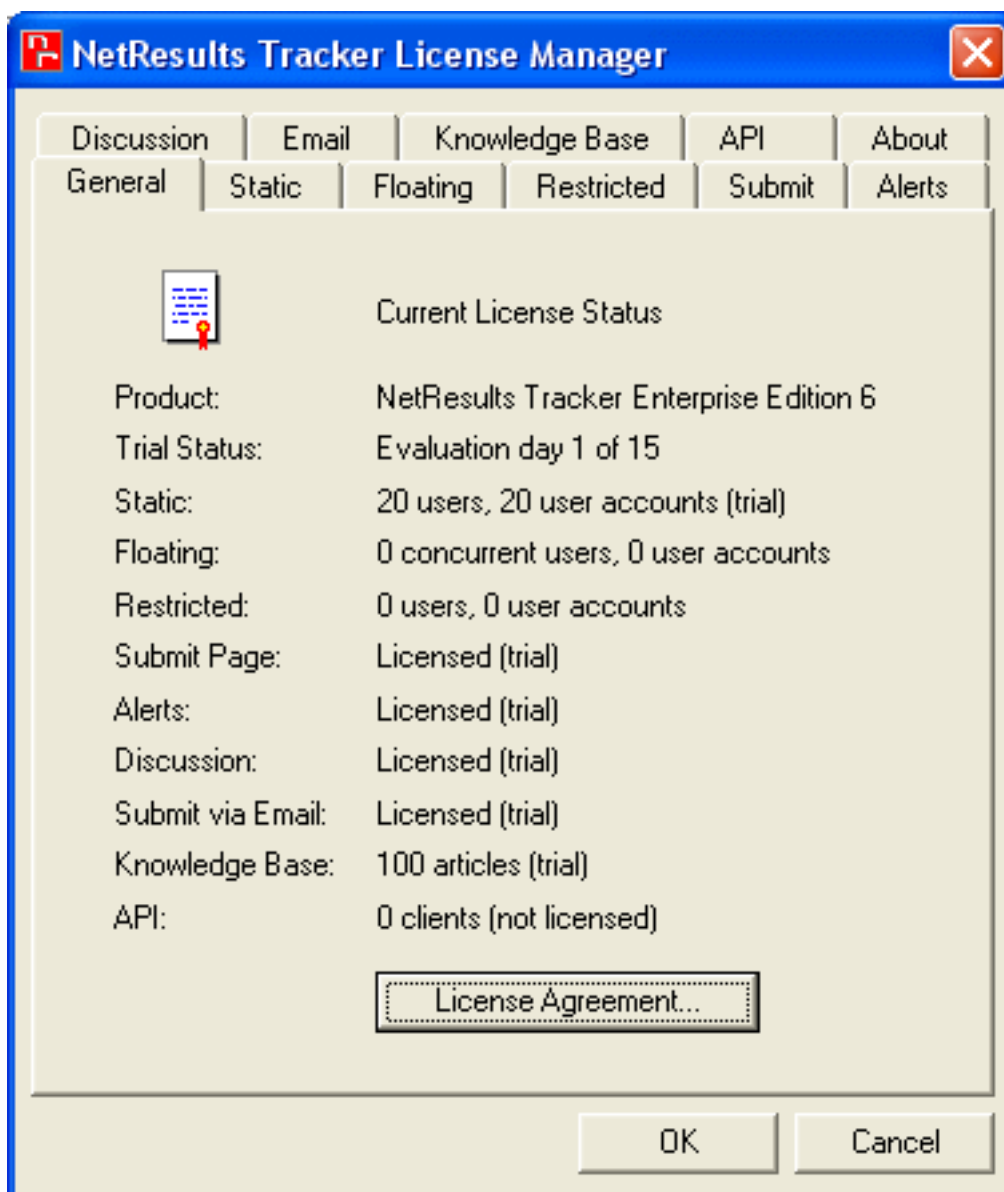 NetResults Tracker License Manager
Discussion Email Knowledge Base API About
General Static Floating Restricted Submit Alerts
Current License Status
Product: NetResults Tracker Enterprise Edition 6
Trial Status: Evaluation day 1 of 15
Static: 20 users, 20 user accounts (trial)
Floating: 0 concurrent users, 0 user accounts
Restricted: 0 users, 0 user accounts
Submit Page: Licensed (trial)
Alerts: Licensed (trial)
Discussion: Licensed (trial)
Submit via Email: Licensed (trial)
Knowledge Base: 100 articles (trial)
API: 0 clients (not licensed)
License Agreement...
OK Cancel